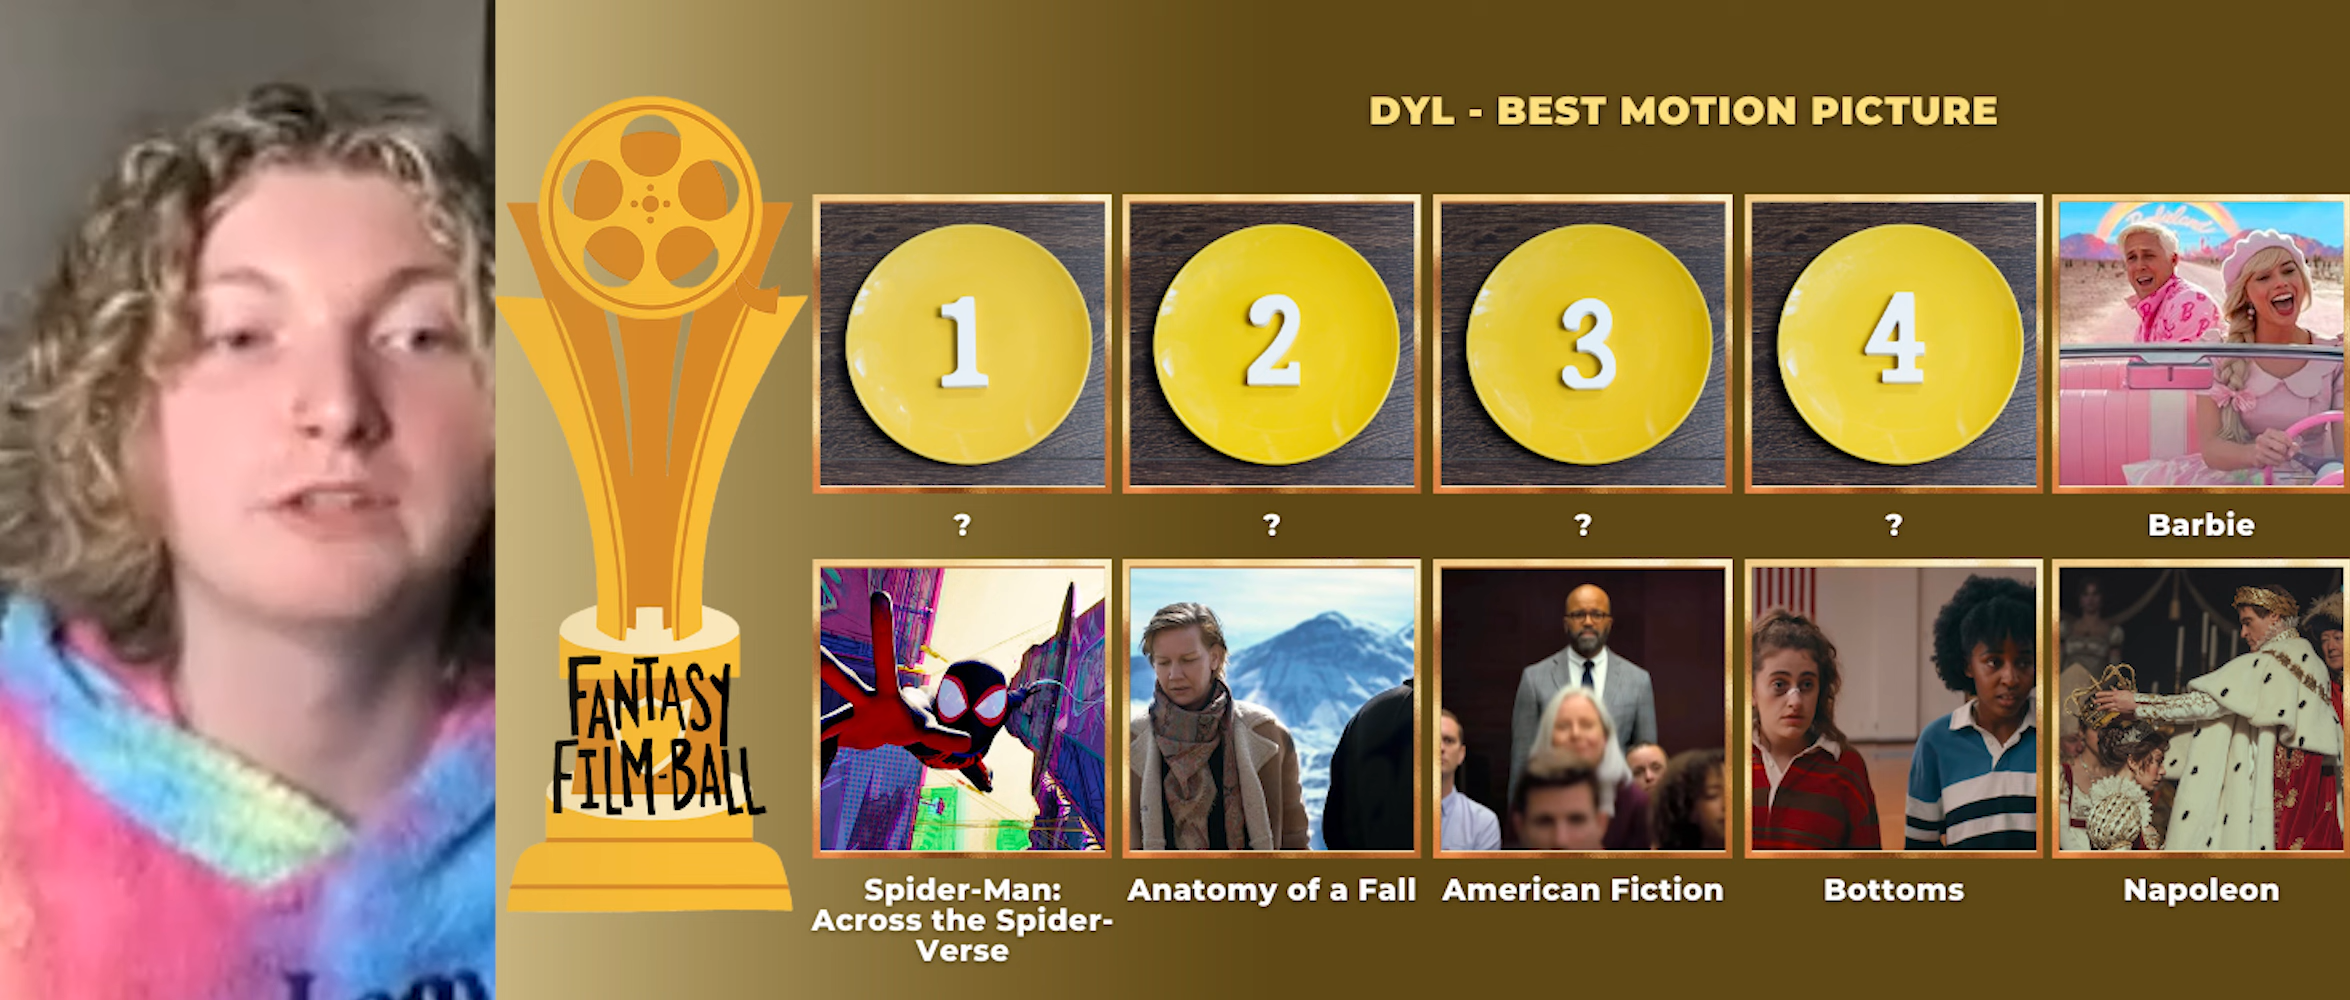 DYL - BEST MOTION PICTURE
1
2
3
4
?
?
?
?
Barbie
FANTASY
FILM-BALL
Spider-Man:
Across the Spider-
Verse
Anatomy of a Fall
American Fiction
Bottoms
Napoleon